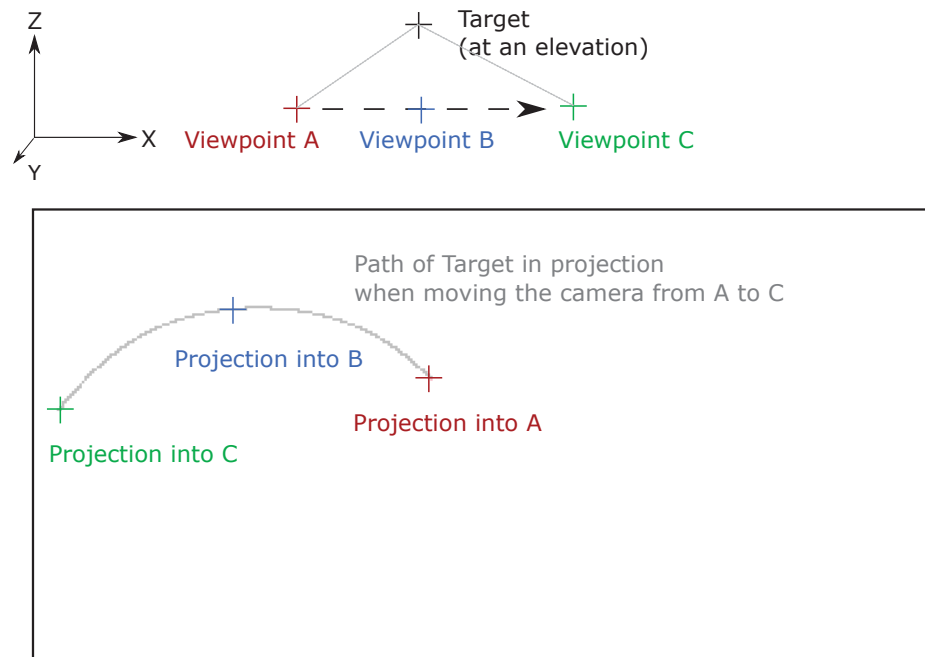 Z
X
Y
Target
(at an elevation)
Viewpoint A
Viewpoint B
Viewpoint C
Path of Target in projection
when moving the camera from A to C
Projection into B
Projection into A
Projection into C